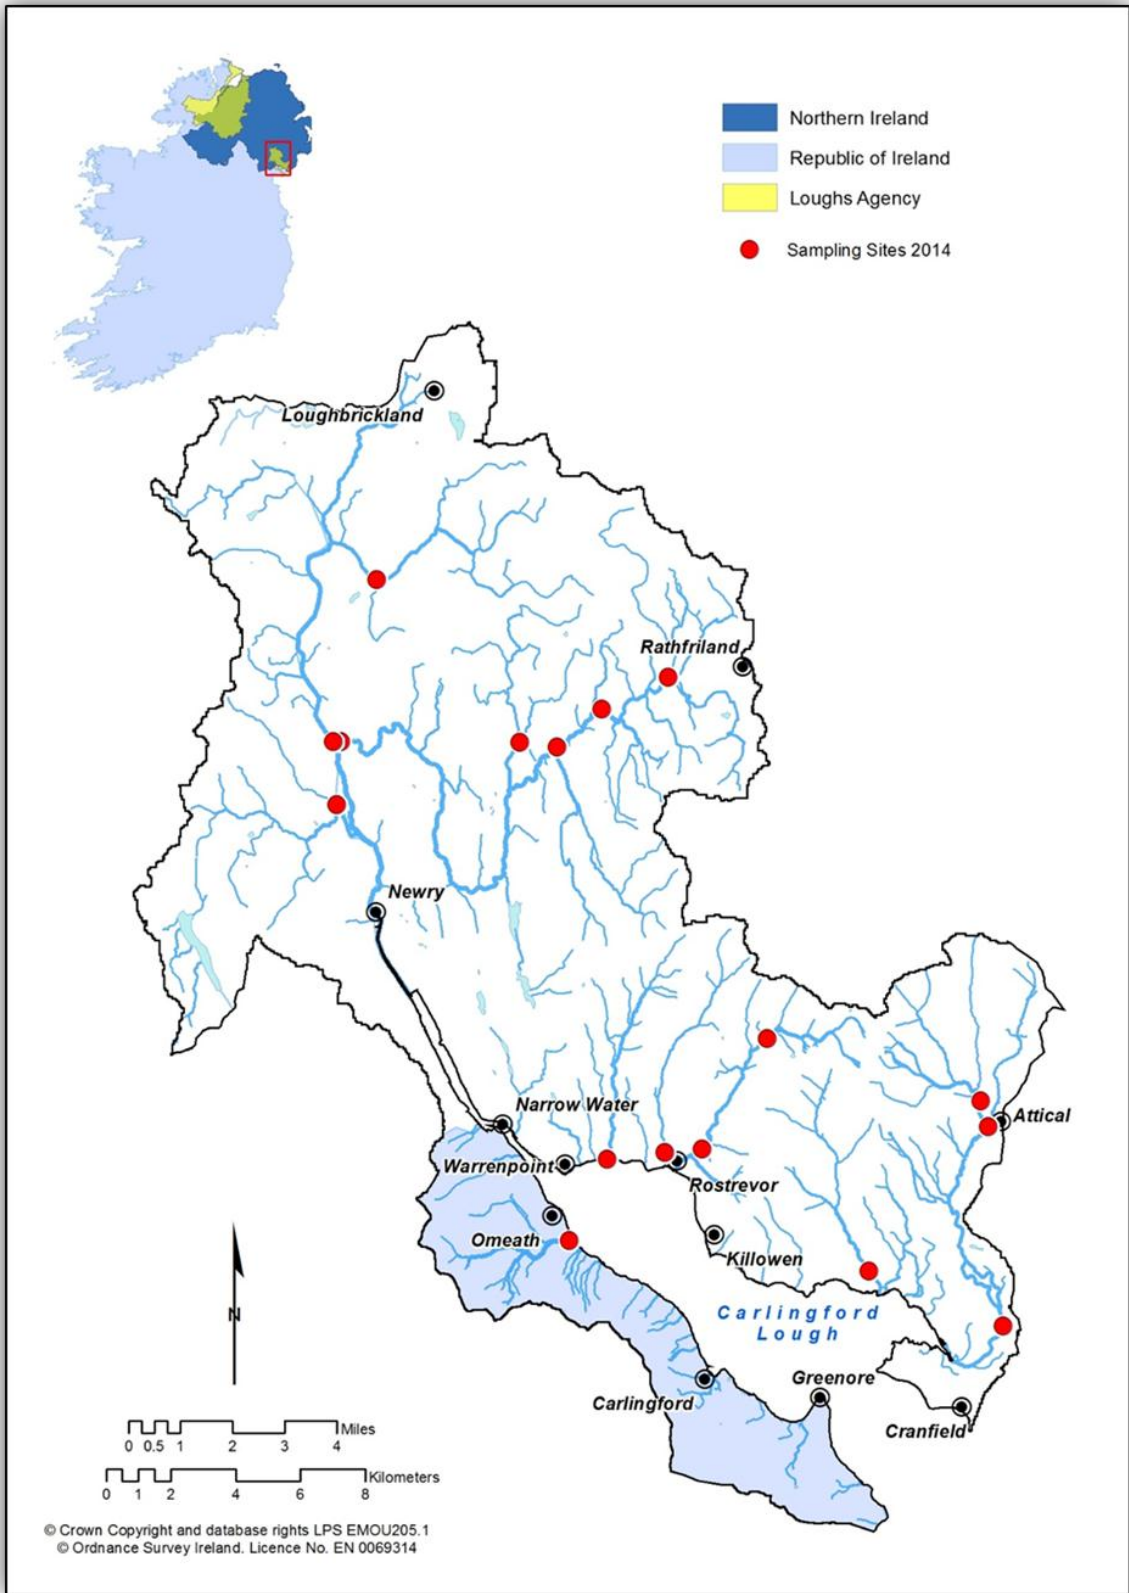 Northern Ireland
Republic of Ireland
Loughs Agency
Sampling Sites 2014
Loughbrickland
Rathfriland
Newry
Narrow Water
Attical
Warrenpoint
Rostrevor
Omeath
Killowen
Carlingford
Lough
Greenore
Carlingford
Cranfield
N
Miles
0 0.5 1 2 3 4
Kilometers
0 1 2 4 6 8
© Crown Copyright and database rights LPS EMOU205.1
© Ordnance Survey Ireland. Licence No. EN 0069314